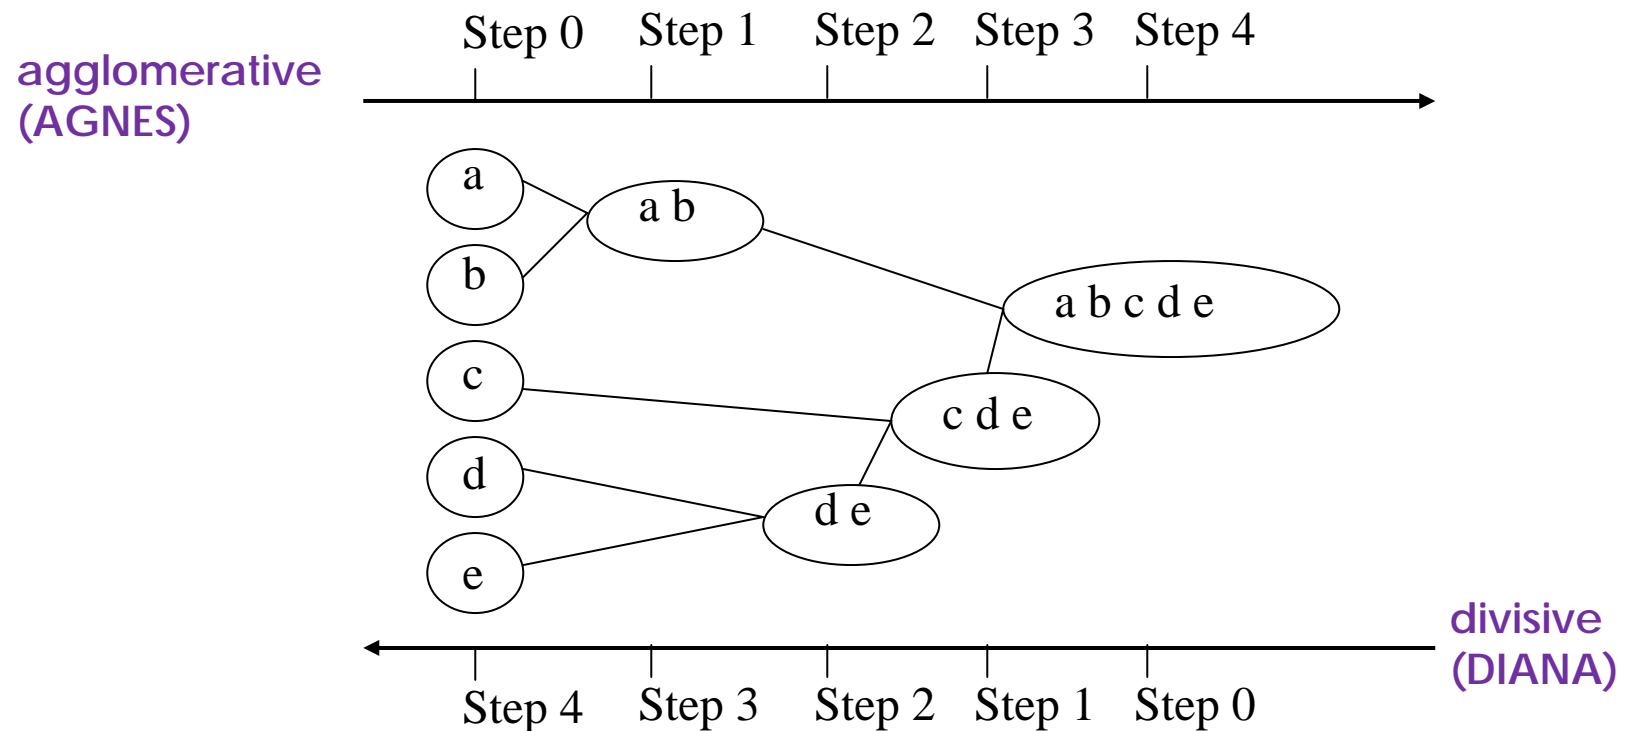 Step 0 Step 1 Step 2 Step 3 Step 4
agglomerative
(AGNES)
a
a b
b
a b c d e
c
c d e
d
d e
e
divisive
(DIANA)
Step 4 Step 3 Step 2 Step 1 Step 0